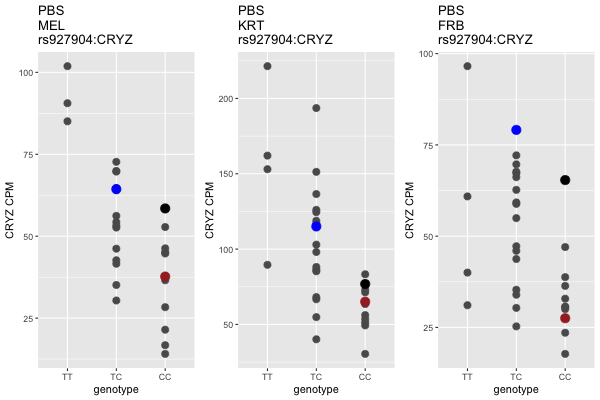 PBS
MEL
rs927904:CRYZ
100
75
50
25
CRYZ CPM
TT
TC
CC
genotype
PBS
KRT
rs927904:CRYZ
200
150
100
50
CRYZ CPM
TT
TC
CC
genotype
PBS
FRB
rs927904:CRYZ
100
75
50
25
CRYZ CPM
TT
TC
CC
genotype